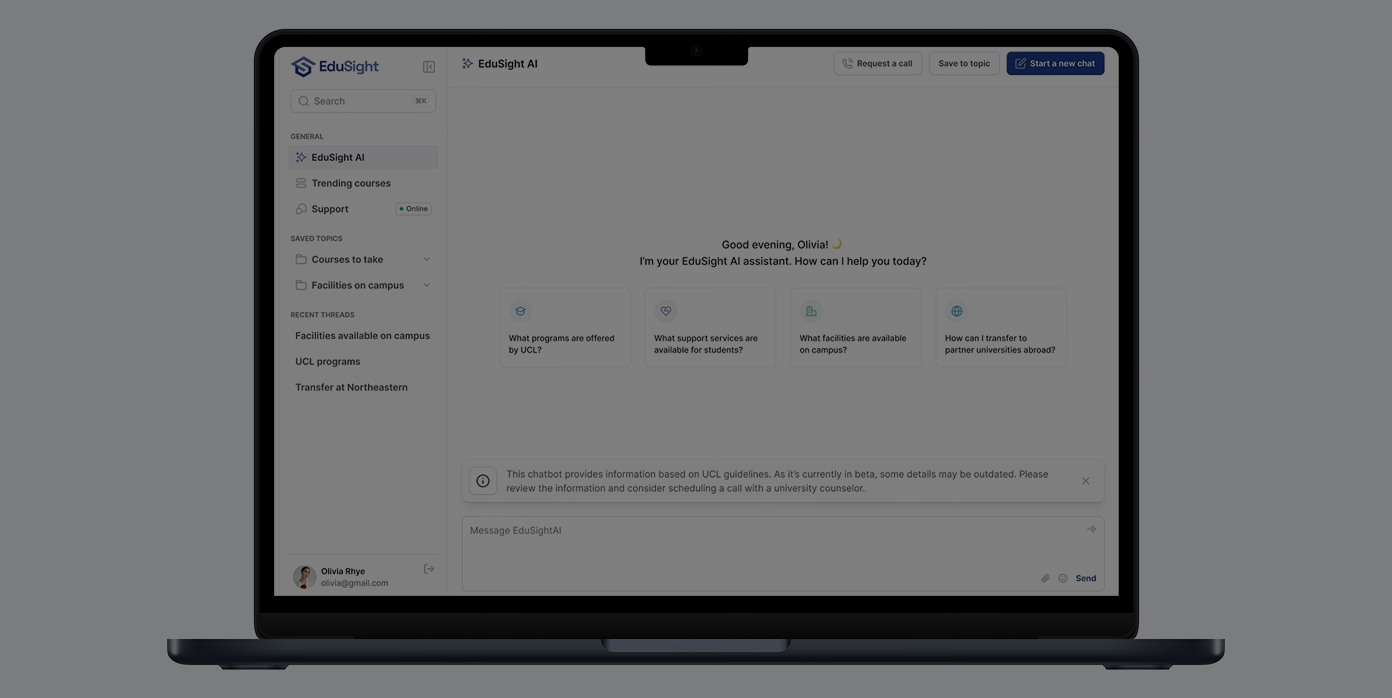 EduSight
Search
⌘K
GENERAL
EduSight AI
Trending courses
Support
Online
SAVED TOPICS
Courses to take
Facilities on campus
RECENT THREADS
Facilities available on campus
UCL programs
Transfer at Northeastern
Olivia Rhye
olivia@gmail.com
EduSight AI
Request a call
Save to topic
Start a new chat
Good evening, Olivia! 🌙
I'm your EduSight AI assistant. How can I help you today?
What programs are offered
by UCL?
What support services are
available for students?
What facilities are available
on campus?
How can I transfer to
partner universities abroad?
This chatbot provides information based on UCL guidelines. As it's currently in beta, some details may be outdated. Please
review the information and consider scheduling a call with a university counselor.
Message EduSightAI
Send